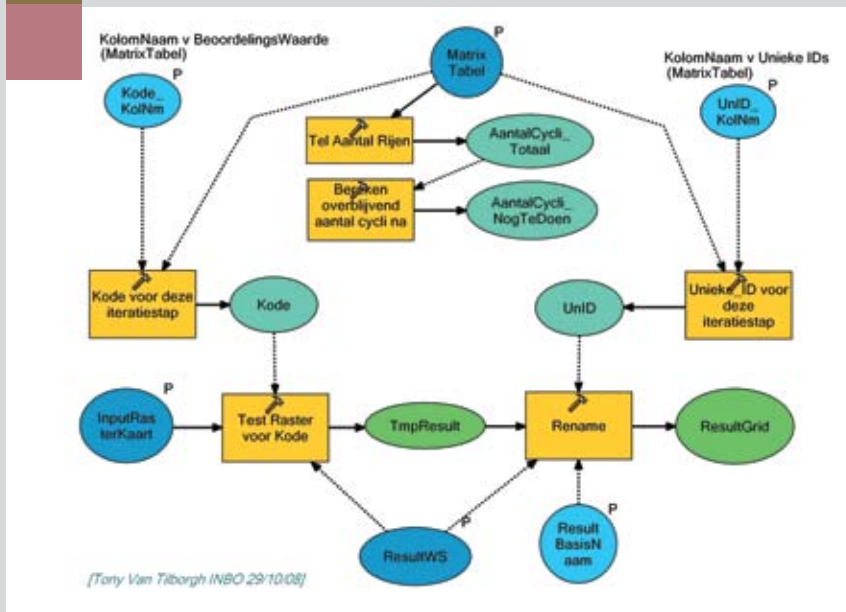 KolomNaam v BeoordelingsWaarde
(MatrixTabel)
P
Kode_
KolNm
P
Matrix
Tabel
KolomNaam v Unieke IDs
(MatrixTabel)
P
UnID_
KolNm
Tel Aantal Rijen
AantalCycli_
Totaal
Bereken
overblijvend
aantal cycli na
AantalCycli_
NogTeDoen
Kode voor deze
iteratiestap
Kode
UnID
Unieke_ID voor
deze
iteratiestap
P
InputRas
terKaart
Test Raster
voor Kode
TmpResult
Rename
ResultGrid
P
ResultWS
P
Result
BasisN
aam
[Tony Van Tilborgh INBO 29/10/08]